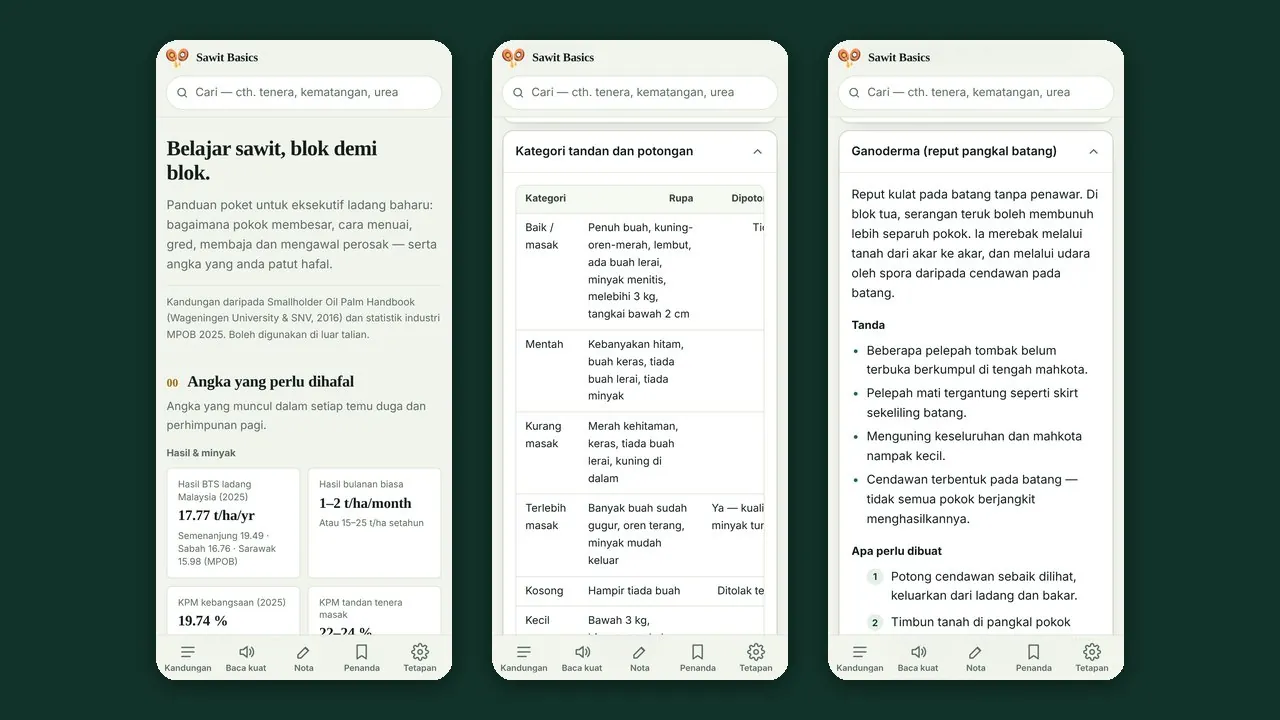 Sawit Basics
Cari — cth. tenera, kematangan, urea
Belajar sawit, blok demi
blok.
Panduan poket untuk eksekutif ladang baharu:
bagaimana pokok membesar, cara menuai,
gred, membaja dan mengawal perosak — serta
angka yang anda patut hafal.
Kandungan daripada Smallholder Oil Palm Handbook
(Wageningen University & SNV, 2016) dan statistik industri
MPOB 2025. Boleh digunakan di luar talian.
00 Angka yang perlu dihafal
Angka yang muncul dalam setiap temu duga dan
perhimpunan pagi.
Hasil & minyak
Hasil BTS ladang
Malaysia (2025)
17.77 t/ha/yr
Semenanjung 19.49 ·
Sabah 16.76 · Sarawak
15.98 (MPOB)
Hasil bulanan biasa
1–2 t/ha/month
Atau 15–25 t/ha setahun
KPM kebangsaan (2025)
19.74 %
KPM tandan tenera
masak
22–24 %
Kandungan
Baca kuat
Nota
Penanda
Tetapan
Sawit Basics
Cari — cth. tenera, kematangan, urea
Kategori tandan dan potongan
Kategori
Rupa
Baik /
masak
Penuh buah, kuning-
oren-merah, lembut,
ada buah lerai,
minyak menitis,
melebihi 3 kg,
tangkai bawah 2 cm
Mentah
Kebanyakan hitam,
buah keras, tiada
buah lerai, tiada
minyak
Kurang
masak
Merah kehitaman,
keras, tiada buah
lerai, kuning di
dalam
Terlebih
masak
Banyak buah sudah
gugur, oren terang,
minyak mudah
keluar
Ya —
minyak
Kosong
Hampir tiada buah
Ditolak
Kecil
Bawah 3 kg,
Kandungan
Baca kuat
Nota
Penanda
Tetapan
Sawit Basics
Cari — cth. tenera, kematangan, urea
Ganoderma (reput pangkal batang)
Reput kulat pada batang tanpa penawar. Di
blok tua, serangan teruk boleh membunuh
lebih separuh pokok. Ia merebak melalui
tanah dari akar ke akar, dan melalui udara
oleh spora daripada cendawan pada
batang.
Tanda
• Beberapa pelepah tombak belum
terbuka berkumpul di tengah mahkota.
• Pelepah mati tergantung seperti skirt
sekeliling batang.
• Menguning keseluruhan dan mahkota
nampak kecil.
• Cendawan terbentuk pada batang —
tidak semua pokok berjangkit
menghasilkannya.
Apa perlu dibuat
1 Potong cendawan sebaik dilihat,
keluarkan dari ladang dan bakar.
2 Timbun tanah di pangkal pokok
Kandungan
Baca kuat
Nota
Penanda
Tetapan